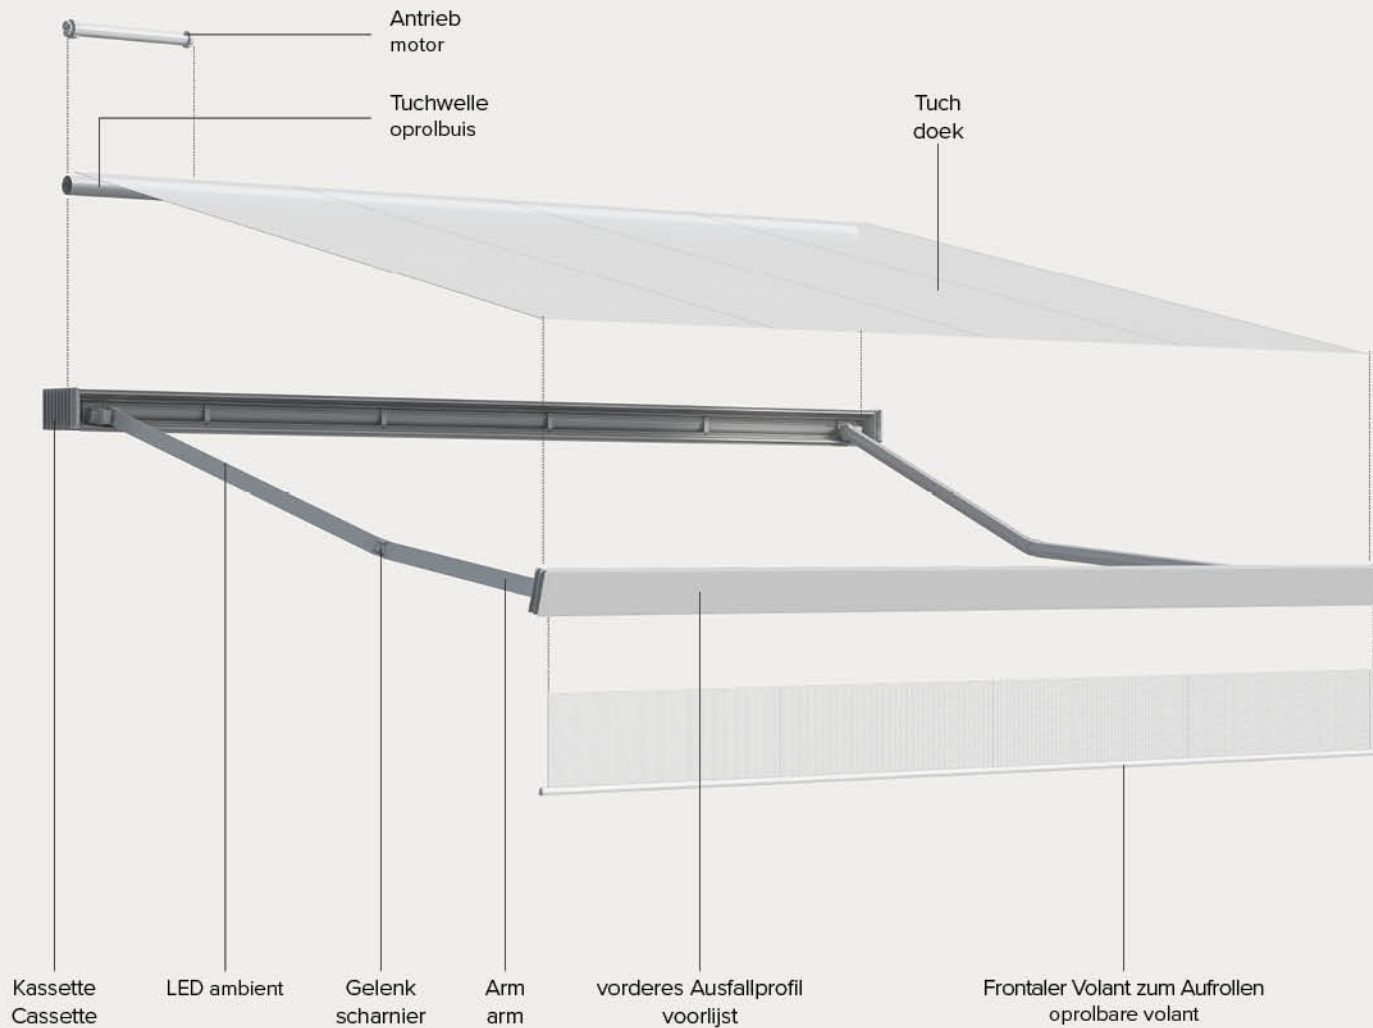 Antrieb
motor
Tuchwelle
oprolbuis
Tuch
doek
Kassette
Cassette
LED ambient
Gelenk
scharnier
Arm
arm
vorderes Ausfallprofil
voorlijst
Frontaler Volant zum Aufrollen
oprolbare volant